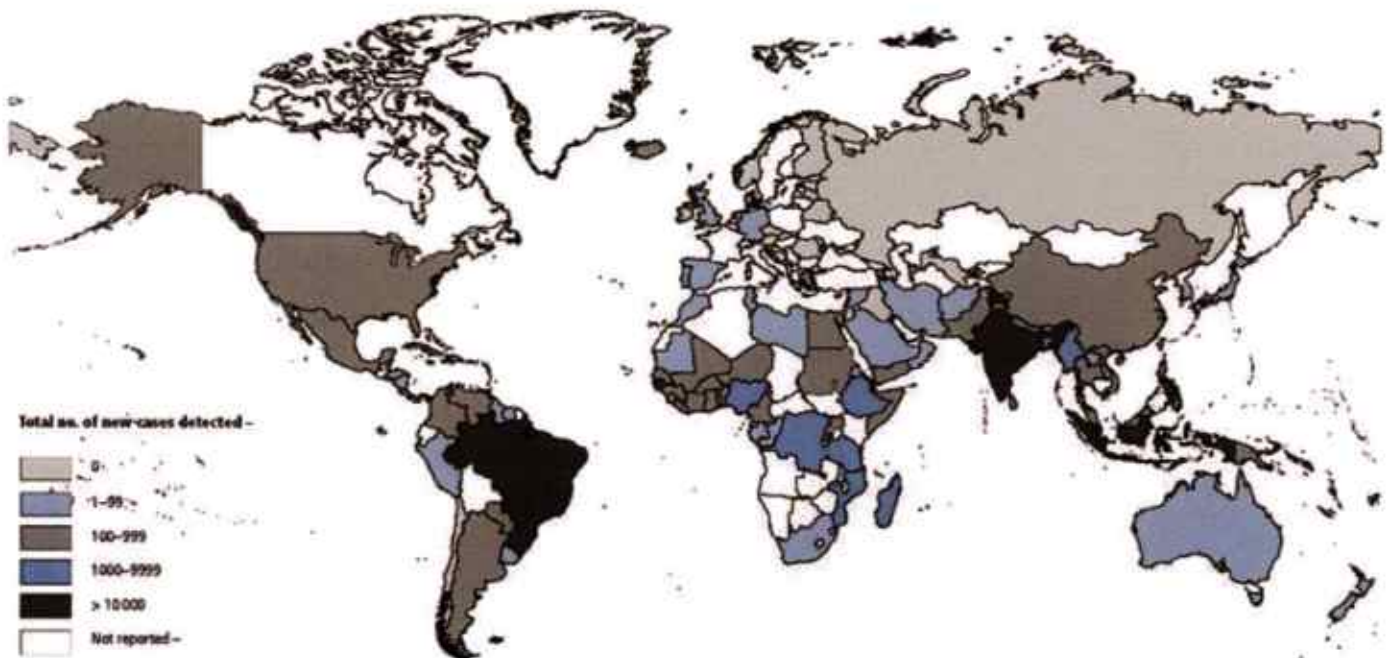 Total no. of new cases detected –
0
1–99
100–999
1000–9999
> 10 000
Not reported –